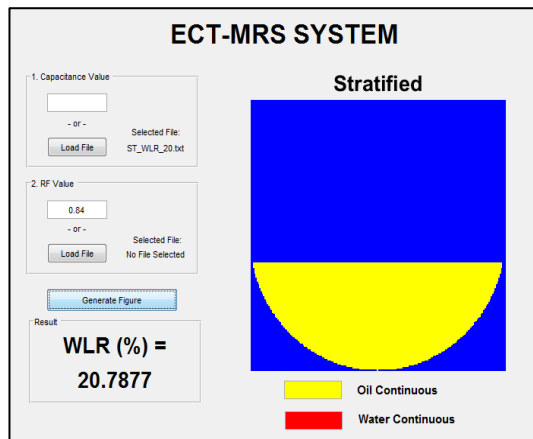 ECT-MRS SYSTEM
1. Capacitance Value
- or -
Load File
Selected File:
ST_WLR_20.txt
2. RF Value
0.84
- or -
Load File
Selected File:
No File Selected
Generate Figure
Result
WLR (%) =
20.7877
Stratified
Oil Continuous
Water Continuous